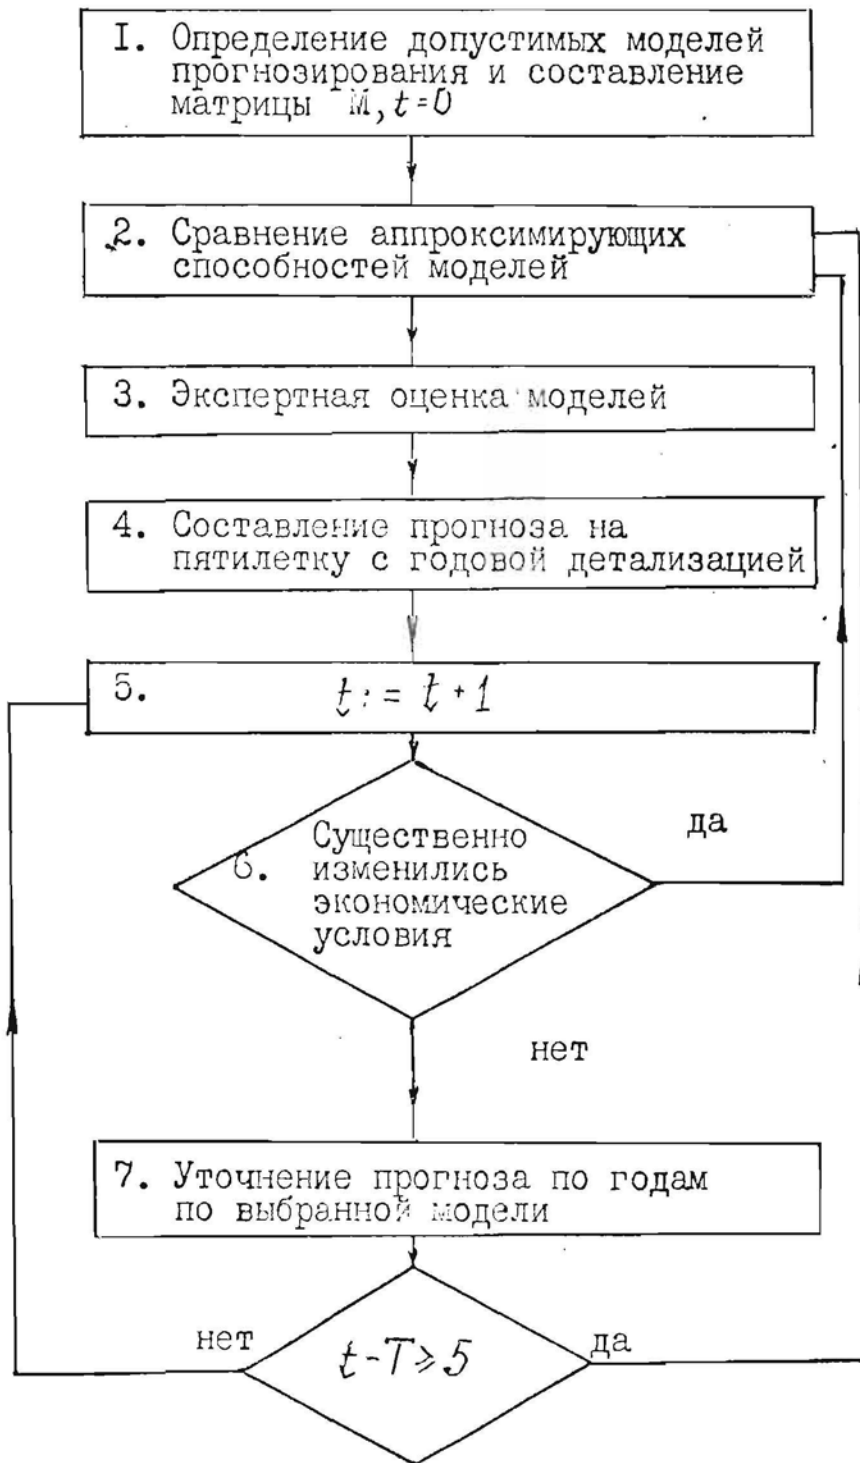 I. Определение допустимых моделей
прогнозирования и составление
матрицы M, t=0
2. Сравнение аппроксимирующих
способностей моделей
3. Экспертная оценка моделей
4. Составление прогноза на
пятилетку с годовой детализацией
5. t := t+1
да
6. Существенно
изменились
экономические
условия
нет
7. Уточнение прогноза по годам
по выбранной модели
нет
t-T≥5
да